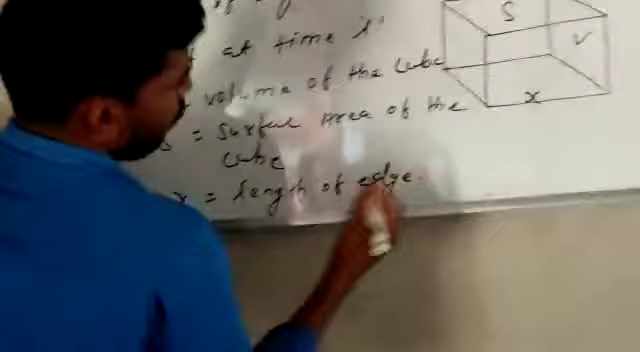 at time
volume of the cube
S = Surface Area of the
cube
x = length of edge.
S
V
x